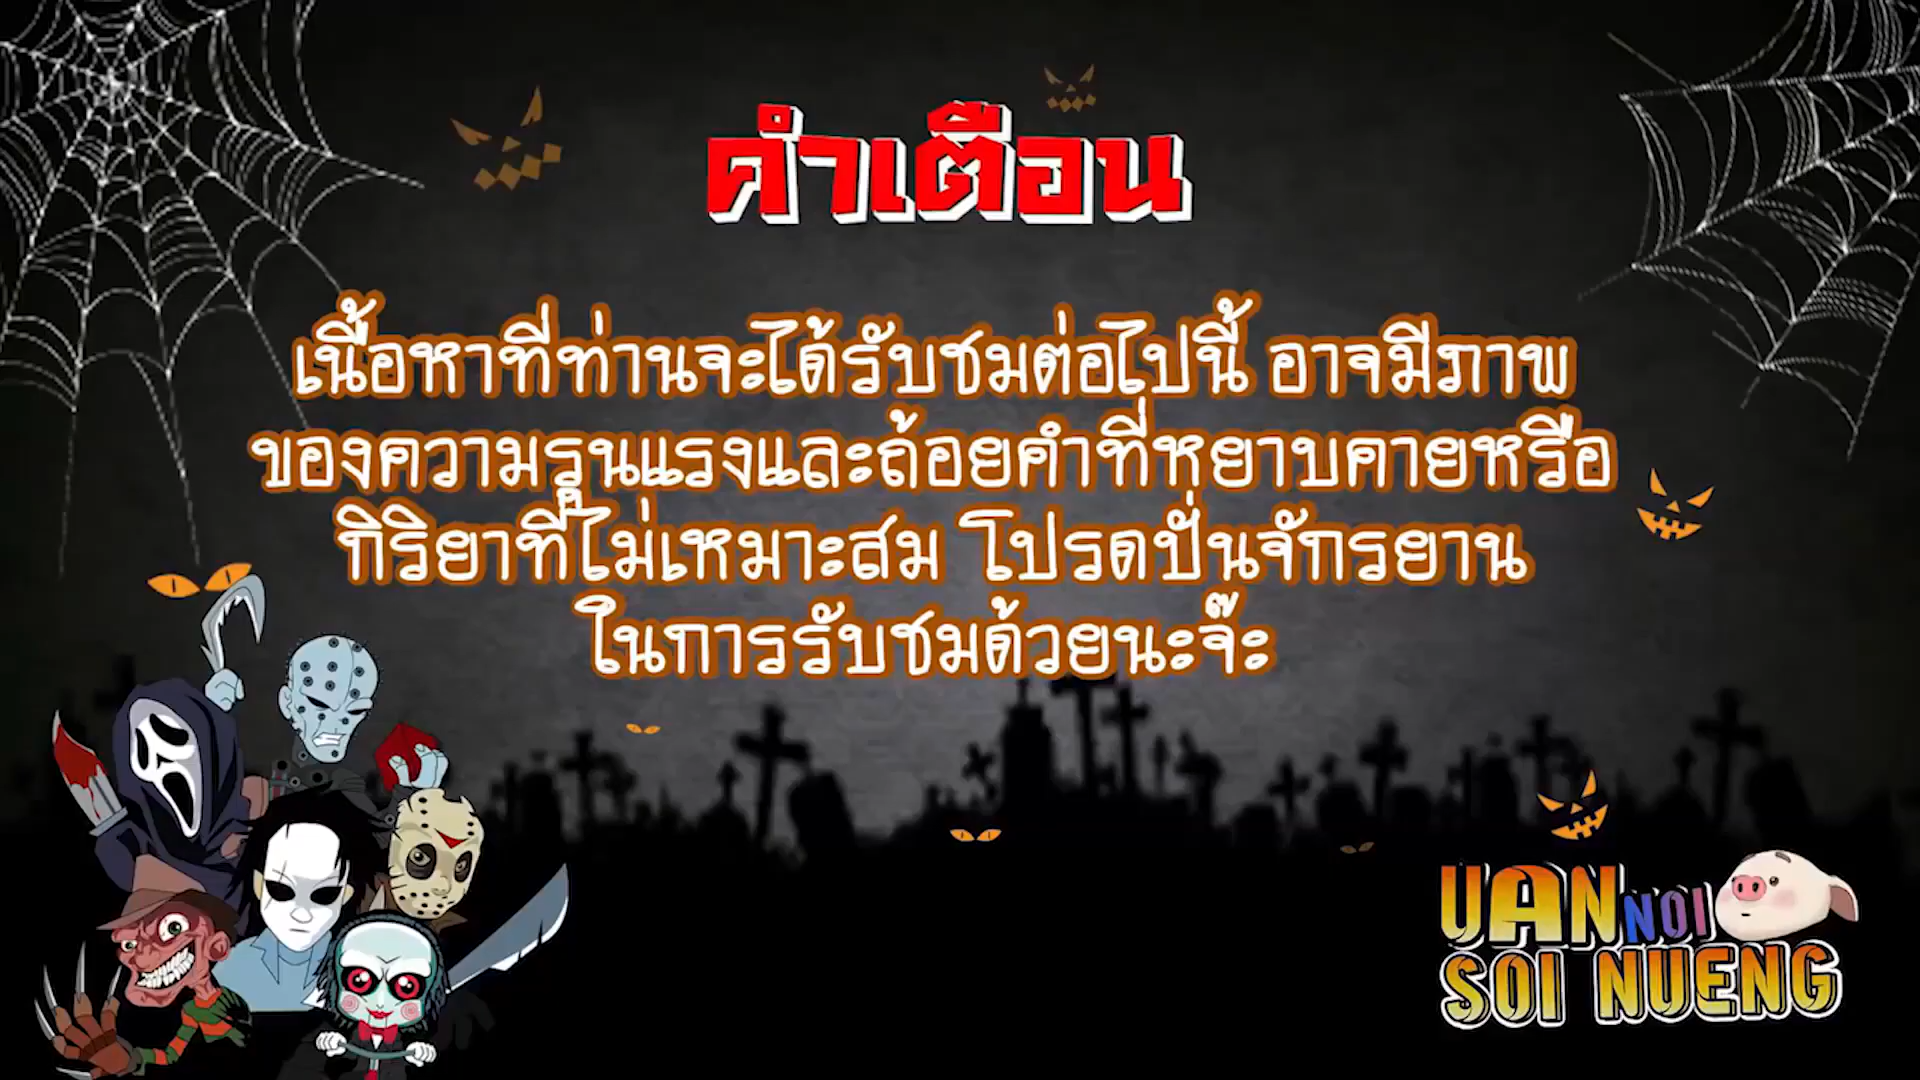 คำเตือน
เนื้อหาที่ท่านจะได้รับชมต่อไปนี้ อาจมีภาพ
ของความรุนแรงและถ้อยคำที่หยาบคายหรือ
กิริยาที่ไม่เหมาะสม โปรดปั่นจักรยาน
ในการรับชมด้วยนะจ๊ะ
UAN NOI
SOI NUENG